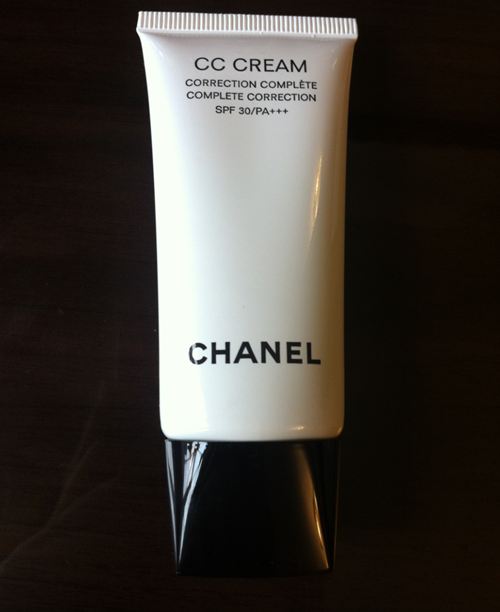 CC CREAM
CORRECTION COMPLÈTE
COMPLETE CORRECTION
SPF 30/PA+++
CHANEL